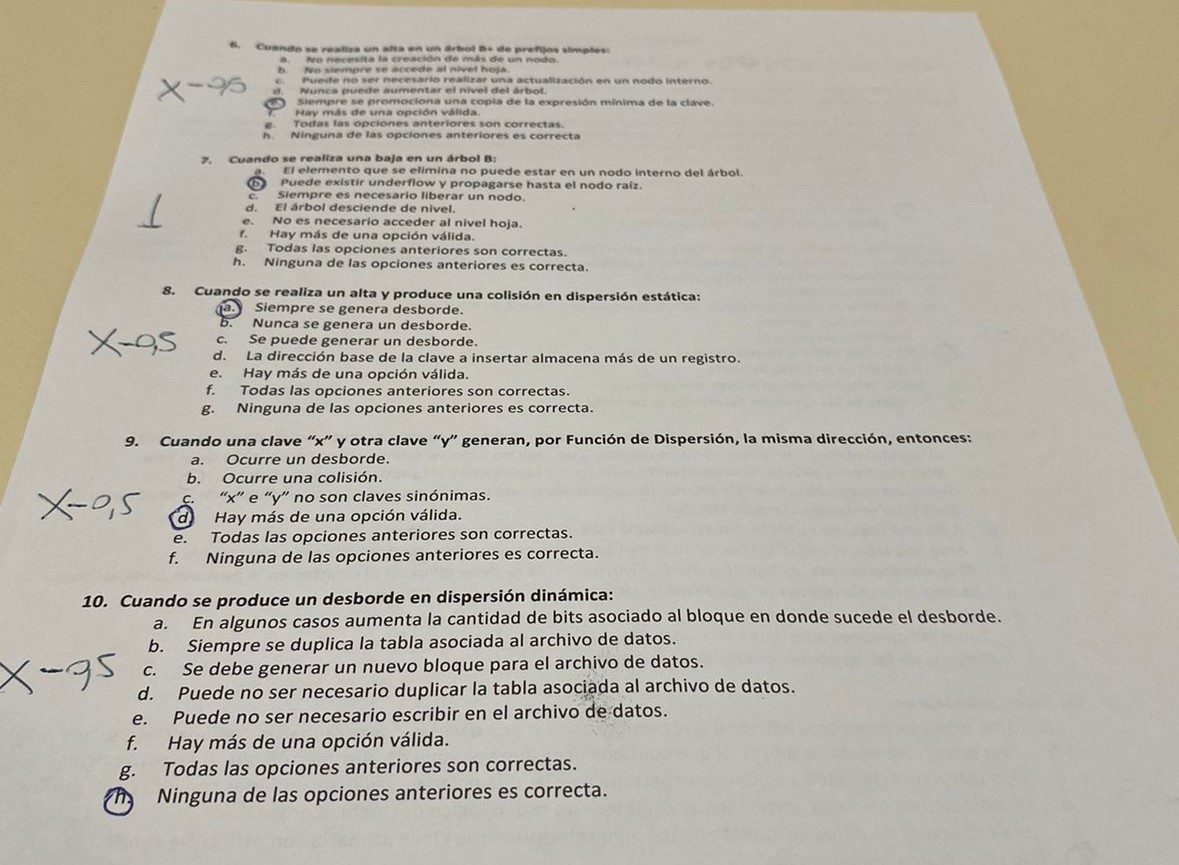 6. Cuando se realiza un alta en un árbol B+ de prefijos simples:
a. No necesita la creación de más de un nodo.
b. No siempre se accede al nivel hoja.
c. Puede no ser necesario realizar una actualización en un nodo interno.
X -0,5
d. Nunca puede aumentar el nivel del árbol.
e. Siempre se promociona una copia de la expresión mínima de la clave.
f. Hay más de una opción válida.
g. Todas las opciones anteriores son correctas.
h. Ninguna de las opciones anteriores es correcta
7. Cuando se realiza una baja en un árbol B:
a. El elemento que se elimina no puede estar en un nodo interno del árbol.
b. Puede existir underflow y propagarse hasta el nodo raíz.
c. Siempre es necesario liberar un nodo.
1
d. El árbol desciende de nivel.
e. No es necesario acceder al nivel hoja.
f. Hay más de una opción válida.
g. Todas las opciones anteriores son correctas.
h. Ninguna de las opciones anteriores es correcta.
8. Cuando se realiza un alta y produce una colisión en dispersión estática:
a. Siempre se genera desborde.
b. Nunca se genera un desborde.
X -0,5
c. Se puede generar un desborde.
d. La dirección base de la clave a insertar almacena más de un registro.
e. Hay más de una opción válida.
f. Todas las opciones anteriores son correctas.
g. Ninguna de las opciones anteriores es correcta.
9. Cuando una clave “x” y otra clave “y” generan, por Función de Dispersión, la misma dirección, entonces:
a. Ocurre un desborde.
b. Ocurre una colisión.
X -0,5
c. “x” e “y” no son claves sinónimas.
d. Hay más de una opción válida.
e. Todas las opciones anteriores son correctas.
f. Ninguna de las opciones anteriores es correcta.
10. Cuando se produce un desborde en dispersión dinámica:
a. En algunos casos aumenta la cantidad de bits asociado al bloque en donde sucede el desborde.
b. Siempre se duplica la tabla asociada al archivo de datos.
X -0,5
c. Se debe generar un nuevo bloque para el archivo de datos.
d. Puede no ser necesario duplicar la tabla asociada al archivo de datos.
e. Puede no ser necesario escribir en el archivo de datos.
f. Hay más de una opción válida.
g. Todas las opciones anteriores son correctas.
h. Ninguna de las opciones anteriores es correcta.